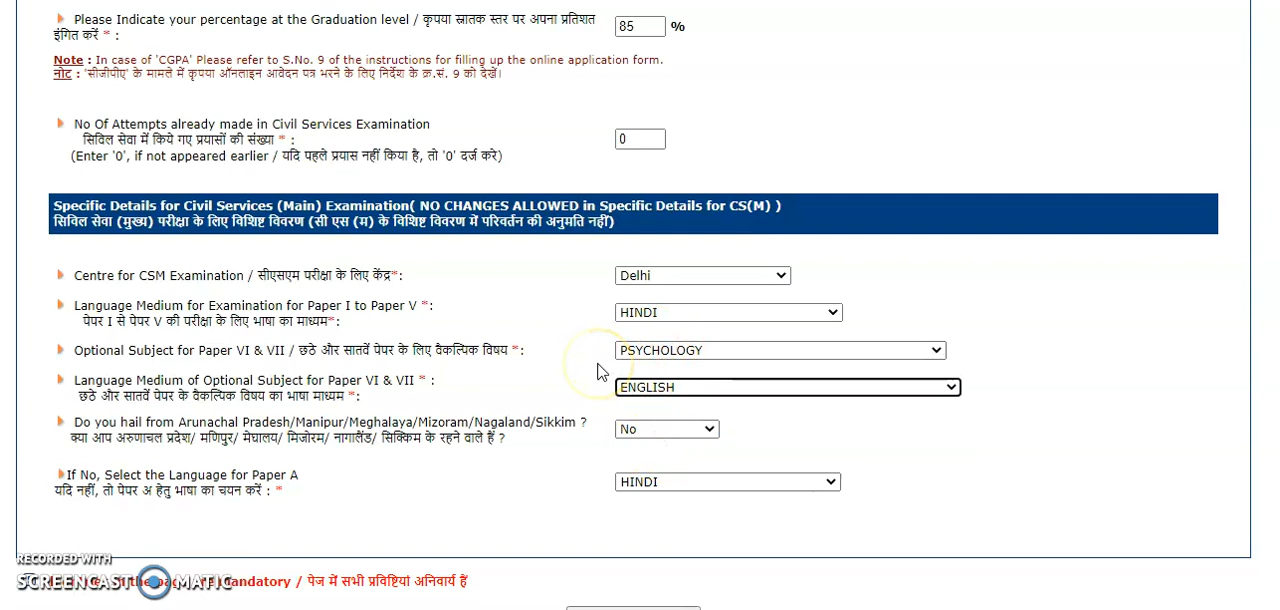 Please Indicate your percentage at the Graduation level / कृपया स्नातक स्तर पर अपना प्रतिशत
इंगित करें * :
85 %
Note : In case of 'CGPA' Please refer to S.No. 9 of the instructions for filling up the online application form.
नोट : 'सीजीपीए' के मामले में कृपया ऑनलाइन आवेदन पत्र भरने के लिए निर्देश के क्र.सं. 9 को देखें।
No Of Attempts already made in Civil Services Examination
सिविल सेवा में किये गए प्रयासों की संख्या * :
(Enter '0', if not appeared earlier / यदि पहले प्रयास नहीं किया है, तो '0' दर्ज करे)
0
Specific Details for Civil Services (Main) Examination( NO CHANGES ALLOWED in Specific Details for CS(M) )
सिविल सेवा (मुख्य) परीक्षा के लिए विशिष्ट विवरण (सी एस (म) के विशिष्ट विवरण में परिवर्तन की अनुमति नहीं)
Centre for CSM Examination / सीएसएम परीक्षा के लिए केंद्र*:
Delhi
Language Medium for Examination for Paper I to Paper V *:
पेपर I से पेपर V की परीक्षा के लिए भाषा का माध्यम*:
HINDI
Optional Subject for Paper VI & VII / छठे और सातवें पेपर के लिए वैकल्पिक विषय *:
PSYCHOLOGY
Language Medium of Optional Subject for Paper VI & VII * :
छठे और सातवें पेपर के वैकल्पिक विषय का भाषा माध्यम *:
ENGLISH
Do you hail from Arunachal Pradesh/Manipur/Meghalaya/Mizoram/Nagaland/Sikkim ?
क्या आप अरुणाचल प्रदेश/ मणिपुर/ मेघालय/ मिजोरम/ नागालैंड/ सिक्किम के रहने वाले हैं ?
No
If No, Select the Language for Paper A
यदि नहीं, तो पेपर अ हेतु भाषा का चयन करें : *
HINDI
RECORDED WITH
SCREENCAST MATIC
mandatory / पेज में सभी प्रविष्टियां अनिवार्य हैं